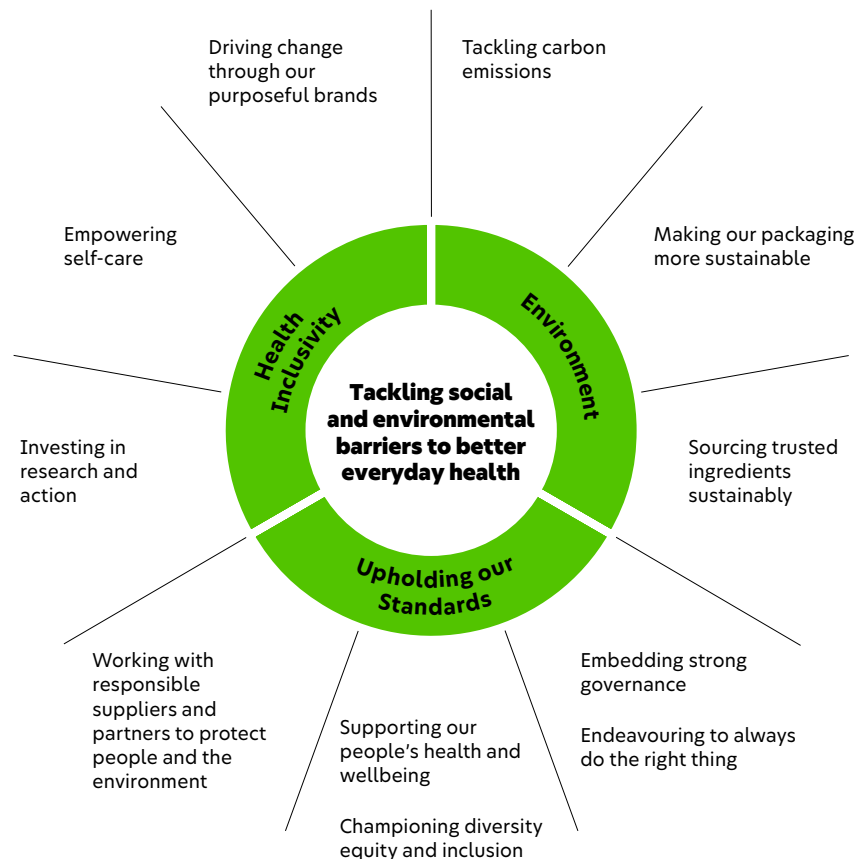 Driving change
through our
purposeful brands
Tackling carbon
emissions
Empowering
self-care
Making our packaging
more sustainable
Health
Inclusivity
Environment
Tackling social
and environmental
barriers to better
everyday health
Investing in
research and
action
Sourcing trusted
ingredients
sustainably
Upholding our
Standards
Working with
responsible
suppliers and
partners to protect
people and the
environment
Supporting our
people’s health and
wellbeing
Championing diversity
equity and inclusion
Embedding strong
governance
Endeavouring to always
do the right thing